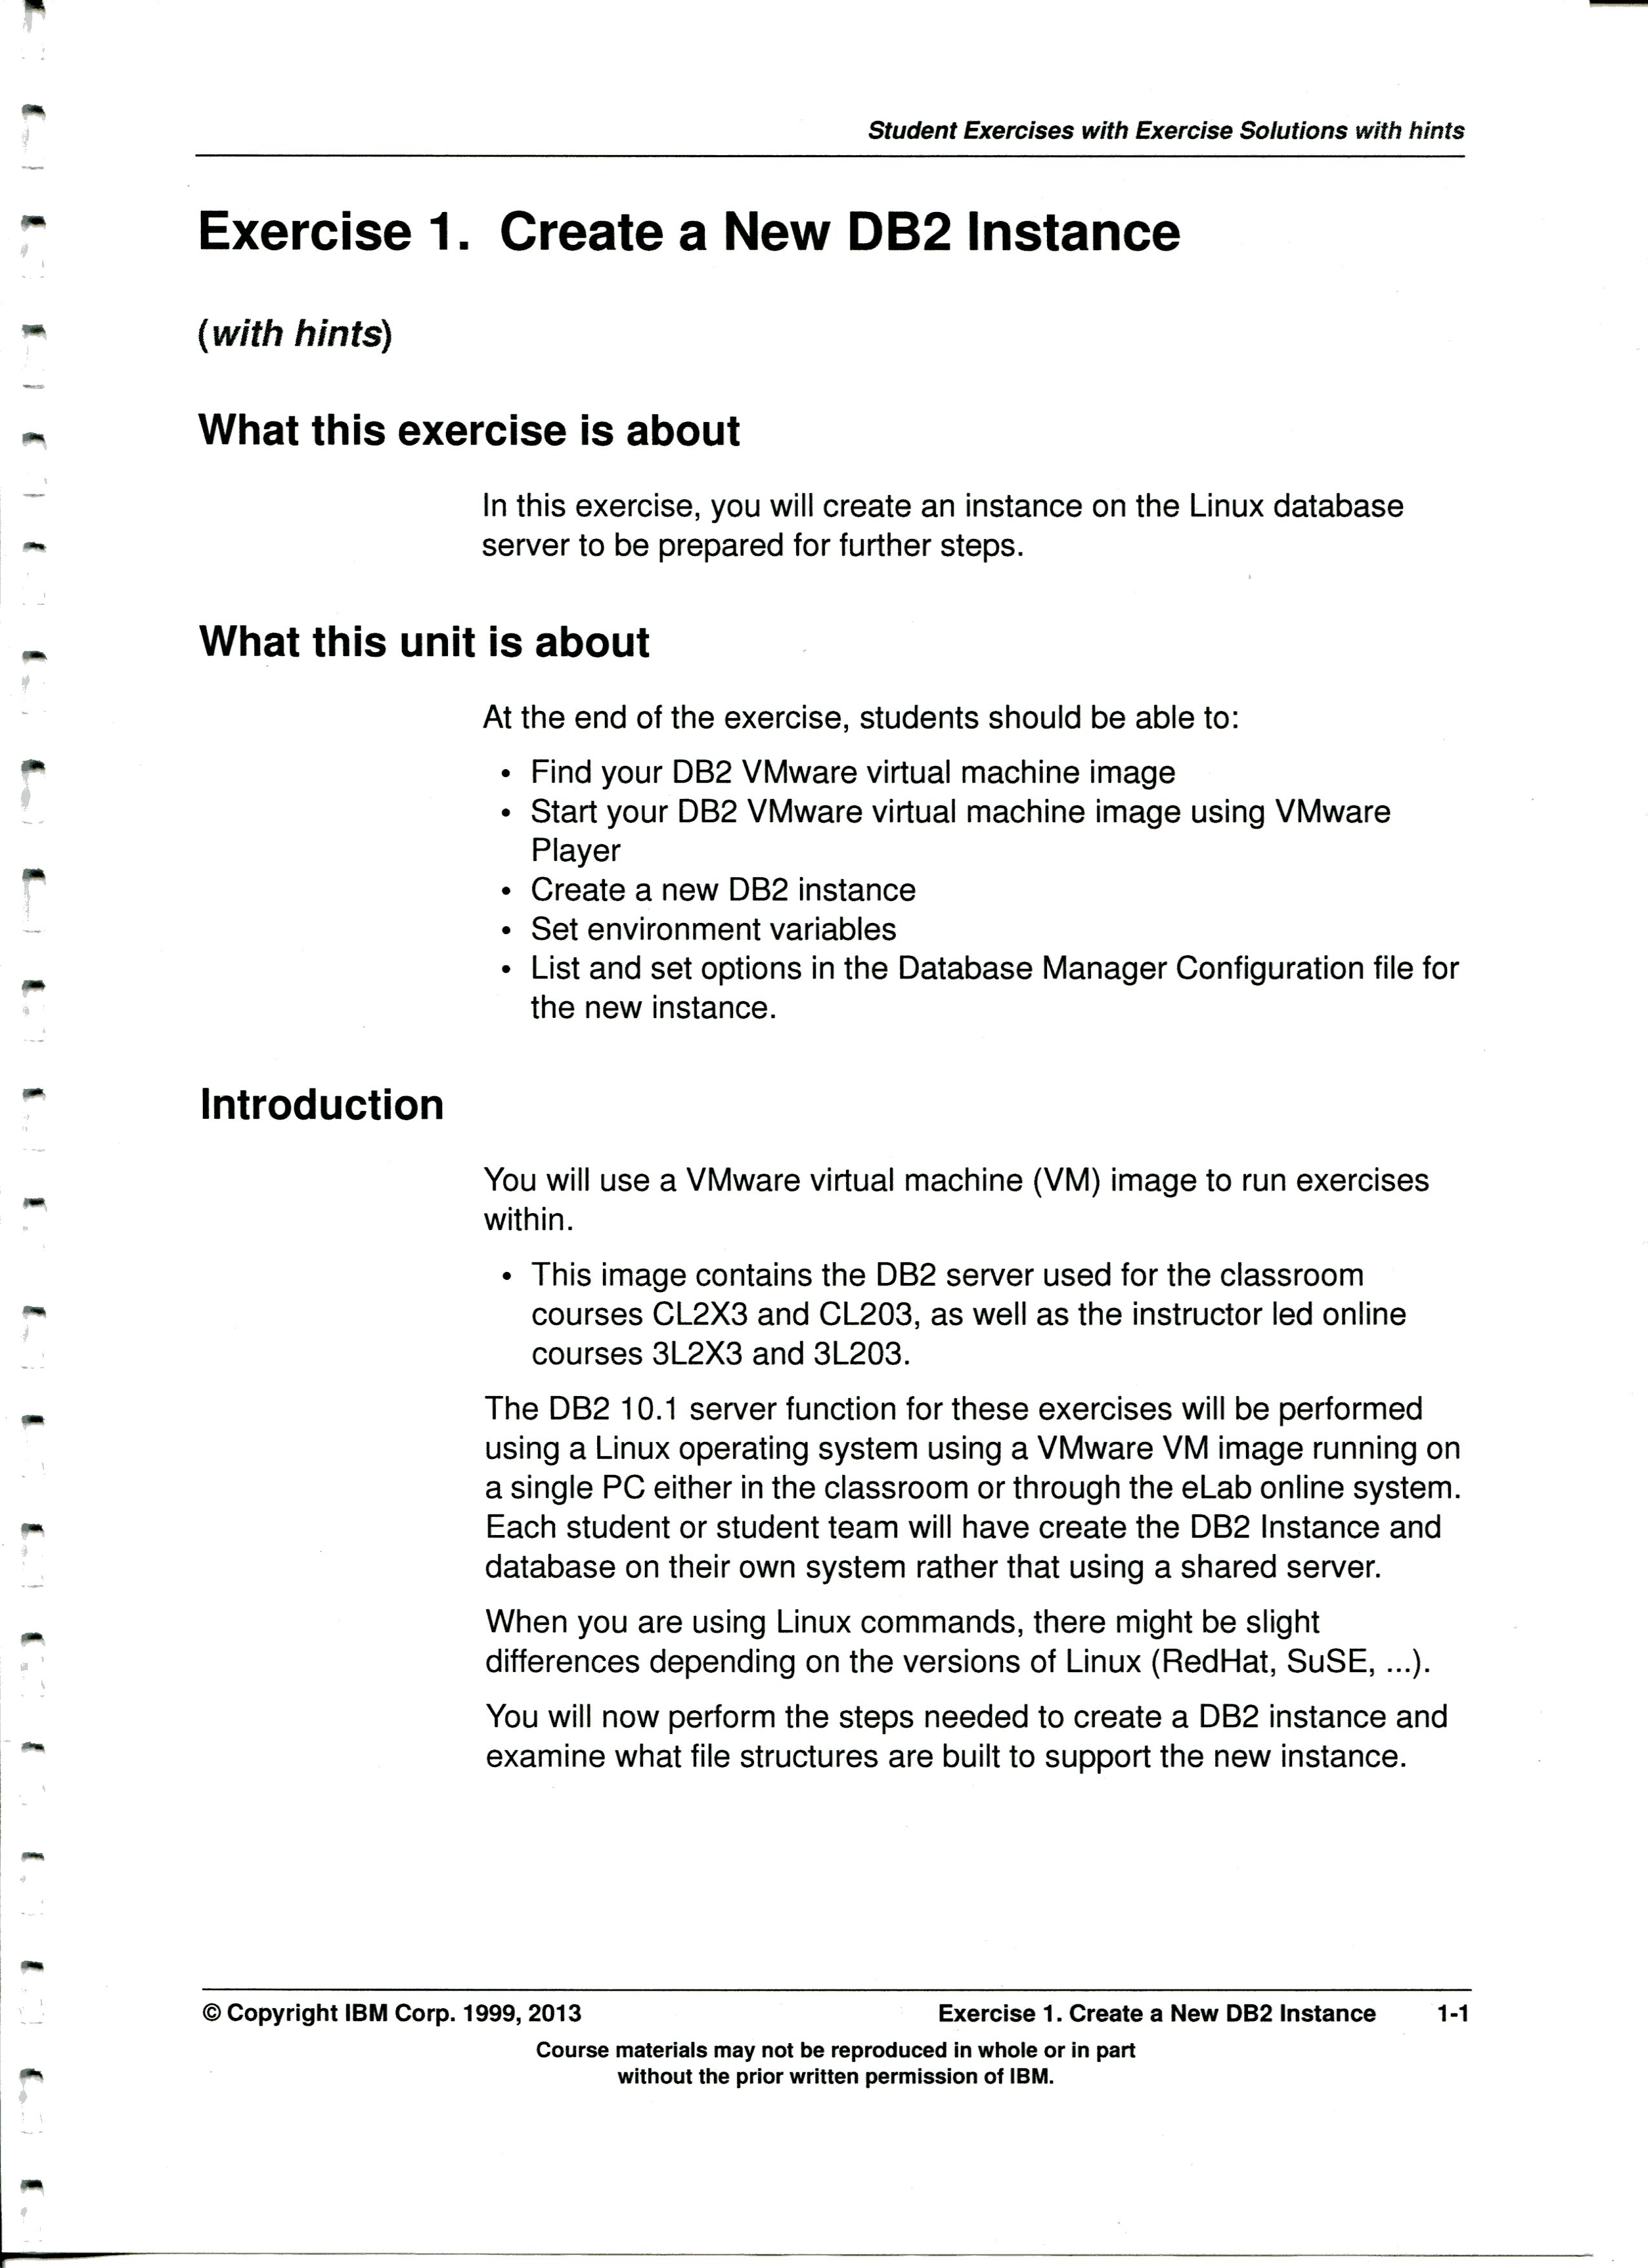 Student Exercises with Exercise Solutions with hints
Exercise 1. Create a New DB2 Instance
(with hints)
What this exercise is about
In this exercise, you will create an instance on the Linux database
server to be prepared for further steps.
What this unit is about
At the end of the exercise, students should be able to:
• Find your DB2 VMware virtual machine image
• Start your DB2 VMware virtual machine image using VMware
Player
• Create a new DB2 instance
• Set environment variables
• List and set options in the Database Manager Configuration file for
the new instance.
Introduction
You will use a VMware virtual machine (VM) image to run exercises
within.
• This image contains the DB2 server used for the classroom
courses CL2X3 and CL203, as well as the instructor led online
courses 3L2X3 and 3L203.
The DB2 10.1 server function for these exercises will be performed
using a Linux operating system using a VMware VM image running on
a single PC either in the classroom or through the eLab online system.
Each student or student team will have create the DB2 Instance and
database on their own system rather that using a shared server.
When you are using Linux commands, there might be slight
differences depending on the versions of Linux (RedHat, SuSE, ...).
You will now perform the steps needed to create a DB2 instance and
examine what file structures are built to support the new instance.
© Copyright IBM Corp. 1999, 2013 Exercise 1. Create a New DB2 Instance 1-1
Course materials may not be reproduced in whole or in part
without the prior written permission of IBM.